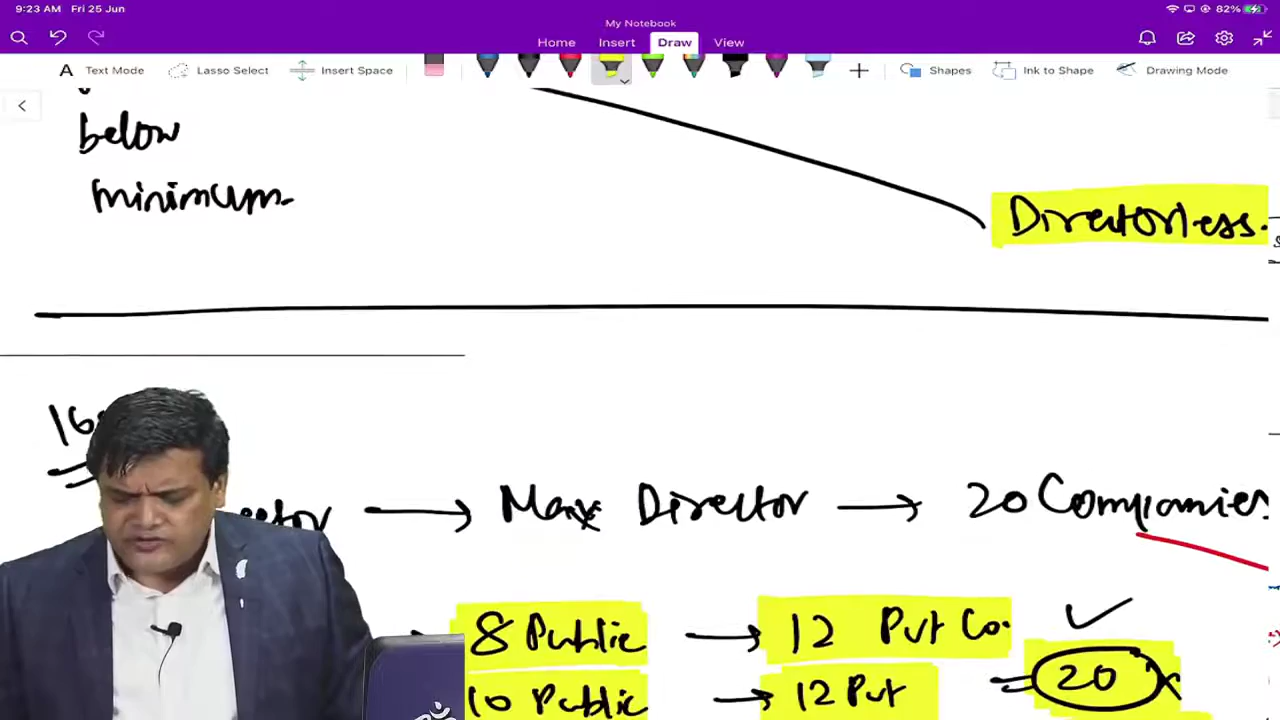 9:23 AM Fri 25 Jun
82%
My Notebook
Home Insert Draw View
A Text Mode Lasso Select Insert Space Shapes Ink to Shape Drawing Mode
below
minimum.
Directorless.
Max Director 20 Companies
8 Public 12 Pvt Co.
= 20
10 Public 12 Pvt